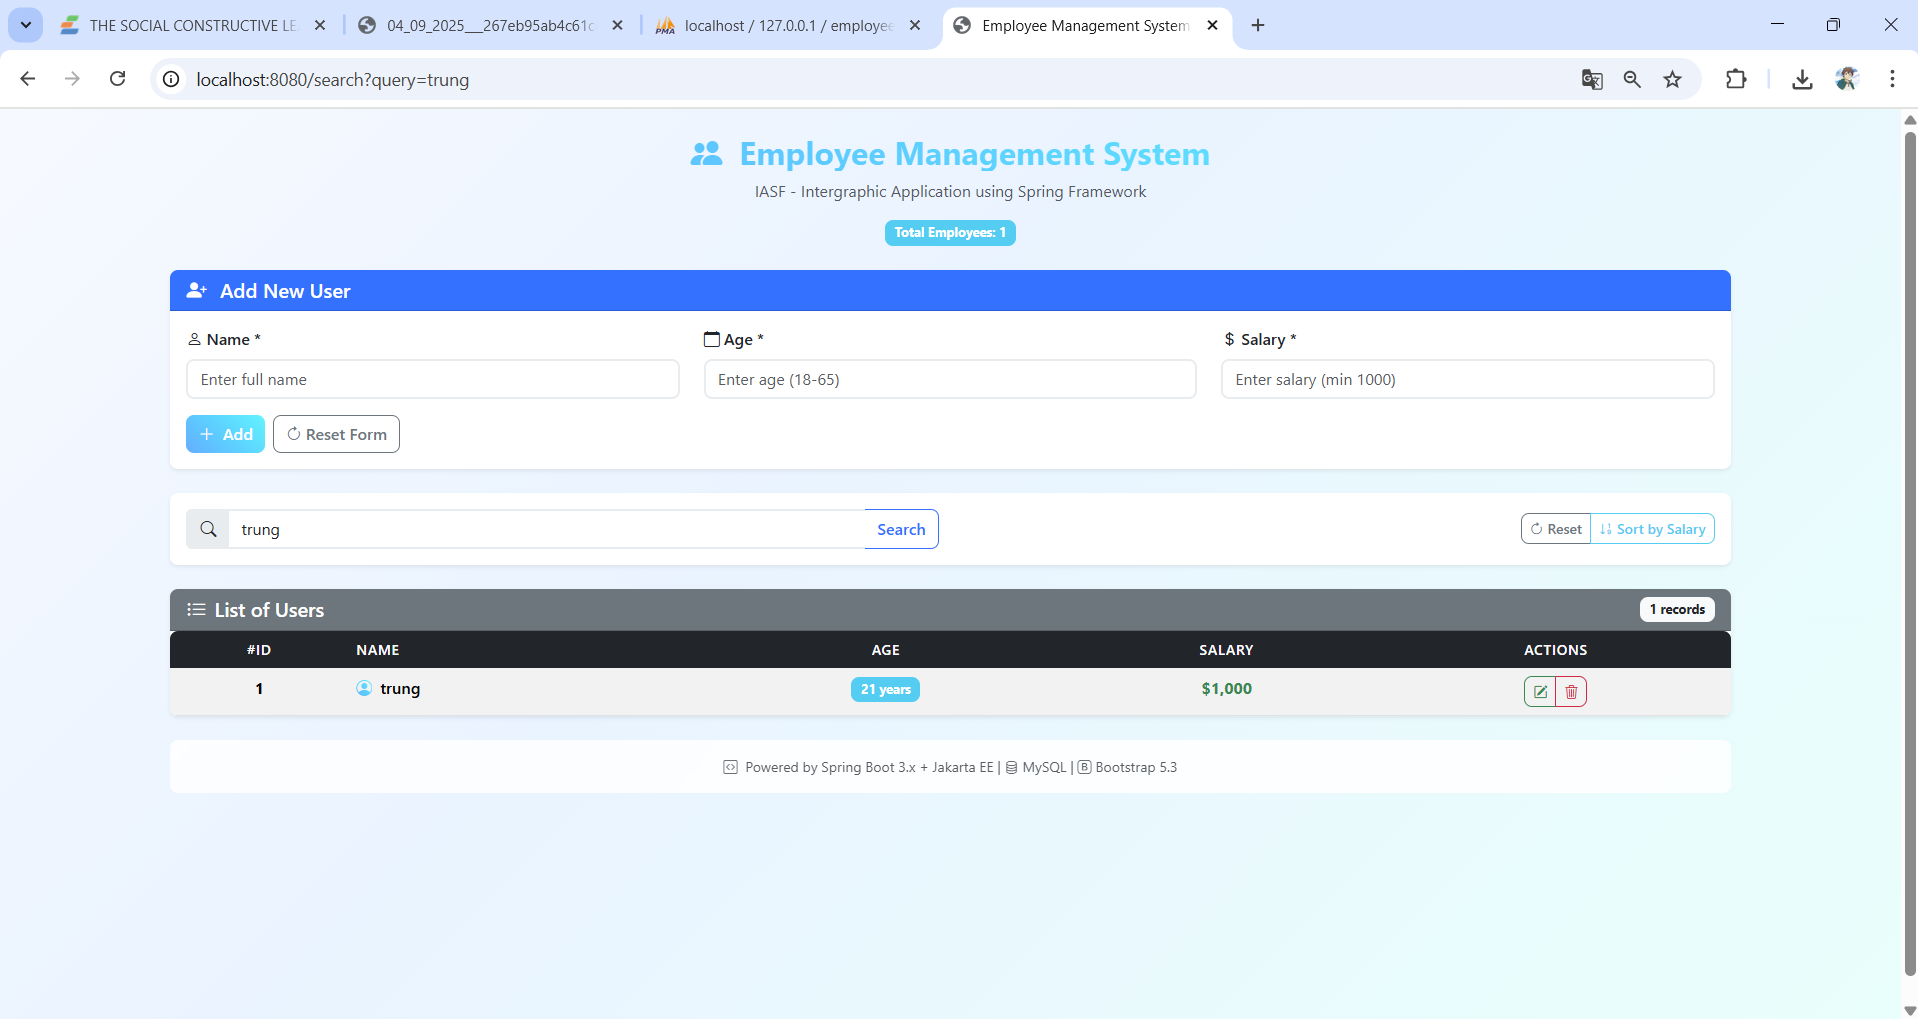 THE SOCIAL CONSTRUCTIVE LE
04_09_2025___267eb95ab4c61c
PMA
localhost / 127.0.0.1 / employee
Employee Management System
localhost:8080/search?query=trung
Employee Management System
IASF - Intergraphic Application using Spring Framework
Total Employees: 1
Add New User
Name *
Age *
$ Salary *
Enter full name
Enter age (18-65)
Enter salary (min 1000)
+ Add
Reset Form
trung
Search
Reset
Sort by Salary
List of Users
1 records
#ID NAME AGE SALARY ACTIONS
1 trung 21 years $1,000
Powered by Spring Boot 3.x + Jakarta EE | MySQL | B Bootstrap 5.3